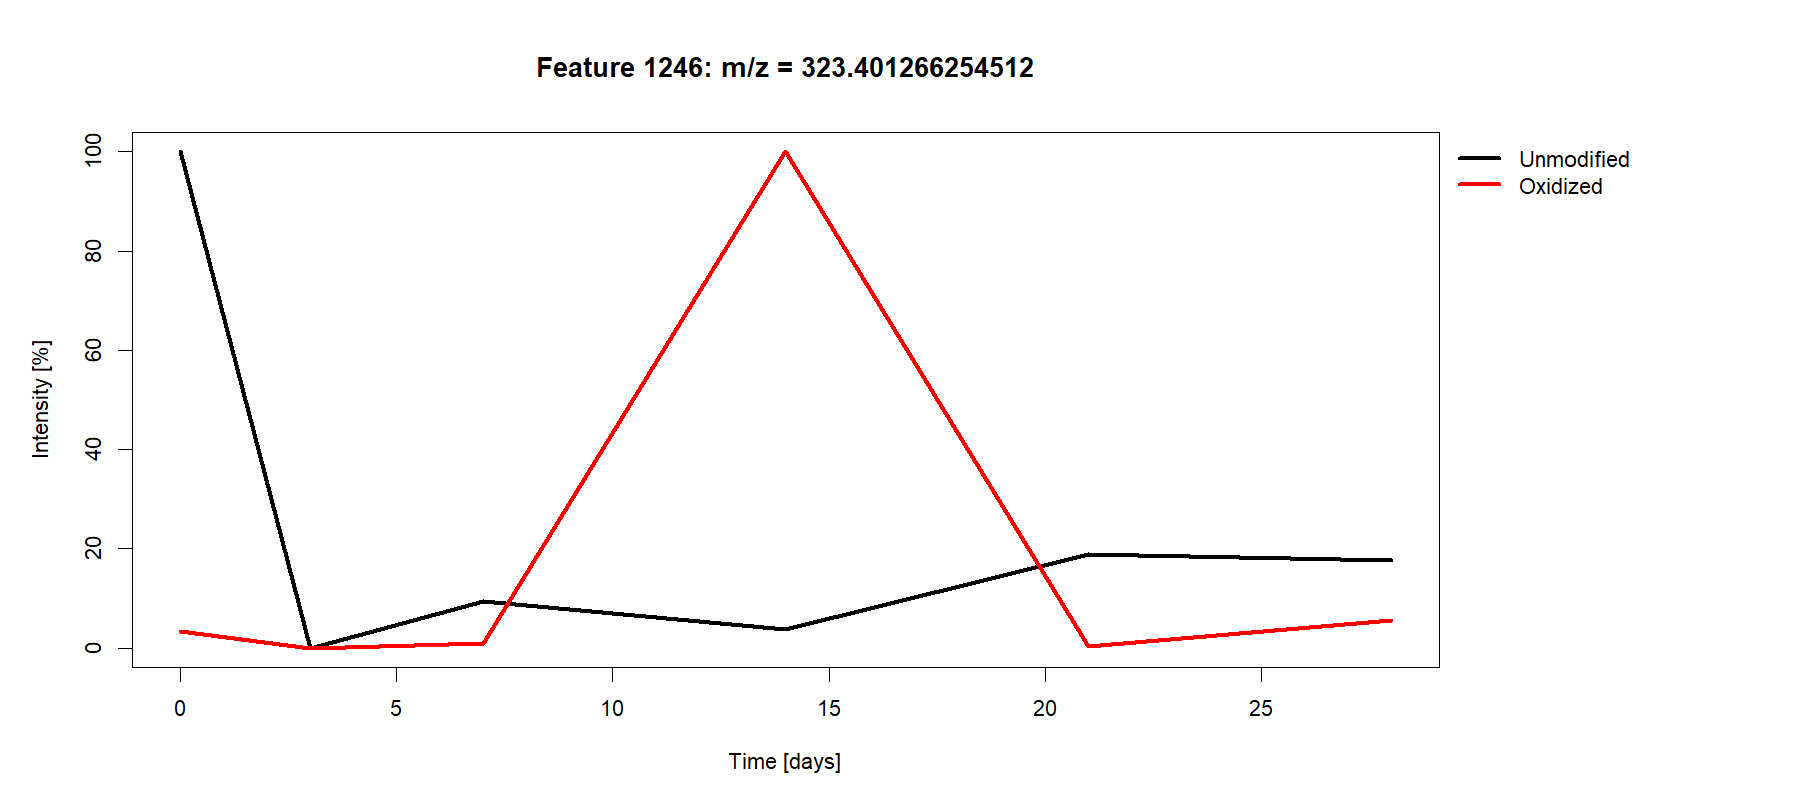 Feature 1246: m/z = 323.401266254512
Unmodified
Oxidized
Intensity [%]
100
80
60
40
20
0
0 5 10 15 20 25
Time [days]